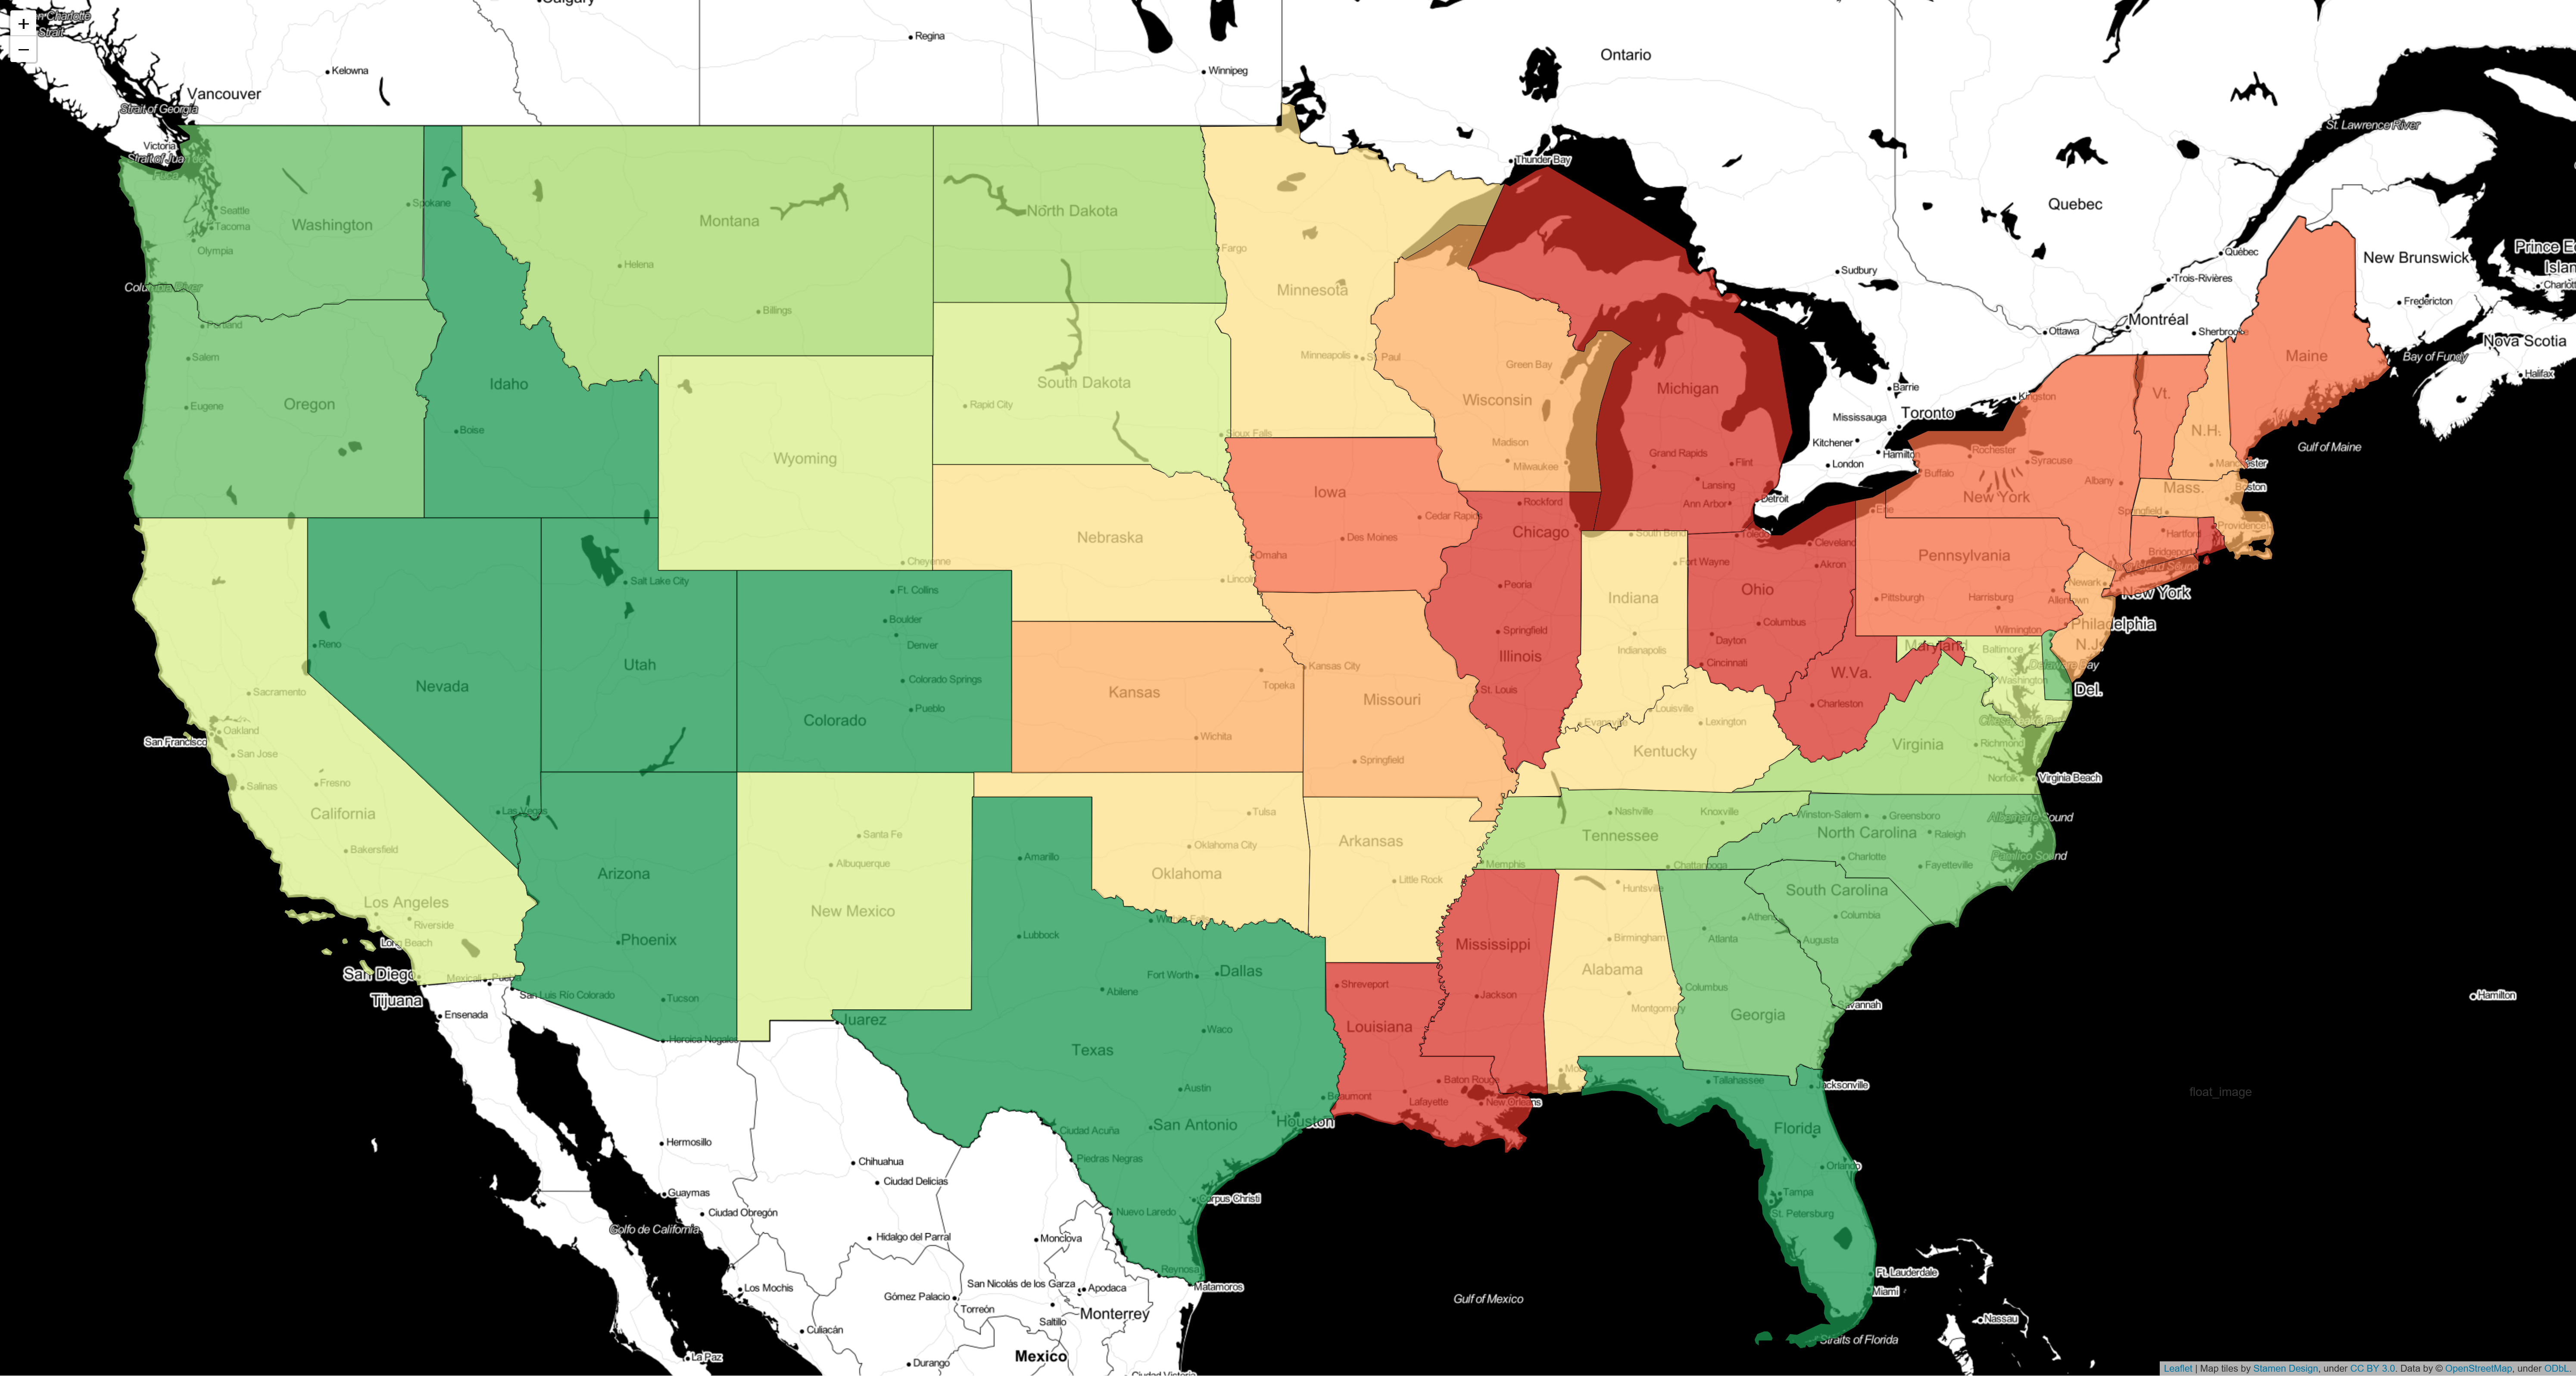 +
−
Calgary
Regina
Kelowna
Winnipeg
Ontario
Vancouver
Strait of Georgia
St. Lawrence River
Victoria
Strait of Juan de
Fuca
Thunder Bay
Spokane
Seattle
Washington
Tacoma
Olympia
Montana
North Dakota
Quebec
Fargo
Québec
New Brunswick
Helena
Sudbury
Trois-Rivières
Columbia River
Minnesota
Fredericton
Billings
Portland
Montréal
Sherbrooke
Ottawa
Nova Scotia
Salem
Minneapolis
St. Paul
Green Bay
Maine
Bay of Fundy
Idaho
South Dakota
Michigan
Barrie
Halifax
Oregon
Eugene
Rapid City
Wisconsin
Kingston
Vt.
Mississauga
Toronto
Boise
Sioux Falls
Madison
Kitchener
N.H.
Gulf of Maine
Wyoming
Milwaukee
Grand Rapids
Flint
London
Hamilton
Rochester
Syracuse
Manchester
Buffalo
Lansing
Albany
Mass.
Boston
Iowa
Rockford
Ann Arbor
Detroit
New York
Erie
Springfield
Cedar Rapids
Chicago
Providence
Nebraska
Des Moines
South Bend
Toledo
Cleveland
Hartford
Omaha
Bridgeport
Pennsylvania
Cheyenne
Fort Wayne
Akron
Long Island Sound
Salt Lake City
Lincoln
Peoria
Newark
Ft. Collins
Ohio
New York
Indiana
Pittsburgh
Harrisburg
Allentown
Boulder
Springfield
Columbus
Philadelphia
Wilmington
Reno
Denver
Dayton
Maryland
N.J.
Indianapolis
Baltimore
Utah
Illinois
Cincinnati
Delaware Bay
Kansas City
W.Va.
Washington
Nevada
Colorado Springs
Topeka
Kansas
Missouri
St. Louis
Del.
Sacramento
Pueblo
Louisville
Charleston
Colorado
Evansville
Lexington
Oakland
Wichita
San Francisco
Kentucky
Virginia
Richmond
San Jose
Springfield
Norfolk
Virginia Beach
Salinas
Fresno
Las Vegas
Tulsa
Nashville
Knoxville
California
Winston-Salem
Greensboro
Albemarle Sound
Santa Fe
Tennessee
North Carolina
Raleigh
Bakersfield
Oklahoma City
Arkansas
Albuquerque
Amarillo
Memphis
Chattanooga
Charlotte
Fayetteville
Pamlico Sound
Arizona
Oklahoma
Little Rock
Huntsville
South Carolina
Los Angeles
New Mexico
Athens
Columbia
Riverside
Phoenix
Lubbock
Birmingham
Atlanta
Augusta
Long Beach
Mississippi
San Diego
Mexicali
Fort Worth
Dallas
Alabama
Tijuana
San Luis Río Colorado
Tucson
Abilene
Shreveport
Jackson
Columbus
Hamilton
Montgomery
Savannah
Ensenada
Juarez
Waco
Louisiana
Georgia
Heroica Nogales
Texas
Mobile
Austin
Baton Rouge
Tallahassee
Jacksonville
float_image
Beaumont
Lafayette
New Orleans
San Antonio
Houston
Ciudad Acuña
Florida
Hermosillo
Chihuahua
Piedras Negras
Orlando
Ciudad Delicias
Guaymas
Corpus Christi
Tampa
Ciudad Obregón
Nuevo Laredo
St. Petersburg
Golfo de California
Hidalgo del Parral
Monclova
Reynosa
Ft. Lauderdale
Los Mochis
San Nicolás de los Garza
Apodaca
Matamoros
Miami
Gómez Palacio
Torreón
Gulf of Mexico
Monterrey
Saltillo
Nassau
Culiacán
Straits of Florida
La Paz
Durango
Mexico
Ciudad Victoria
Leaflet | Map tiles by Stamen Design, under CC BY 3.0. Data by © OpenStreetMap, under ODbL.